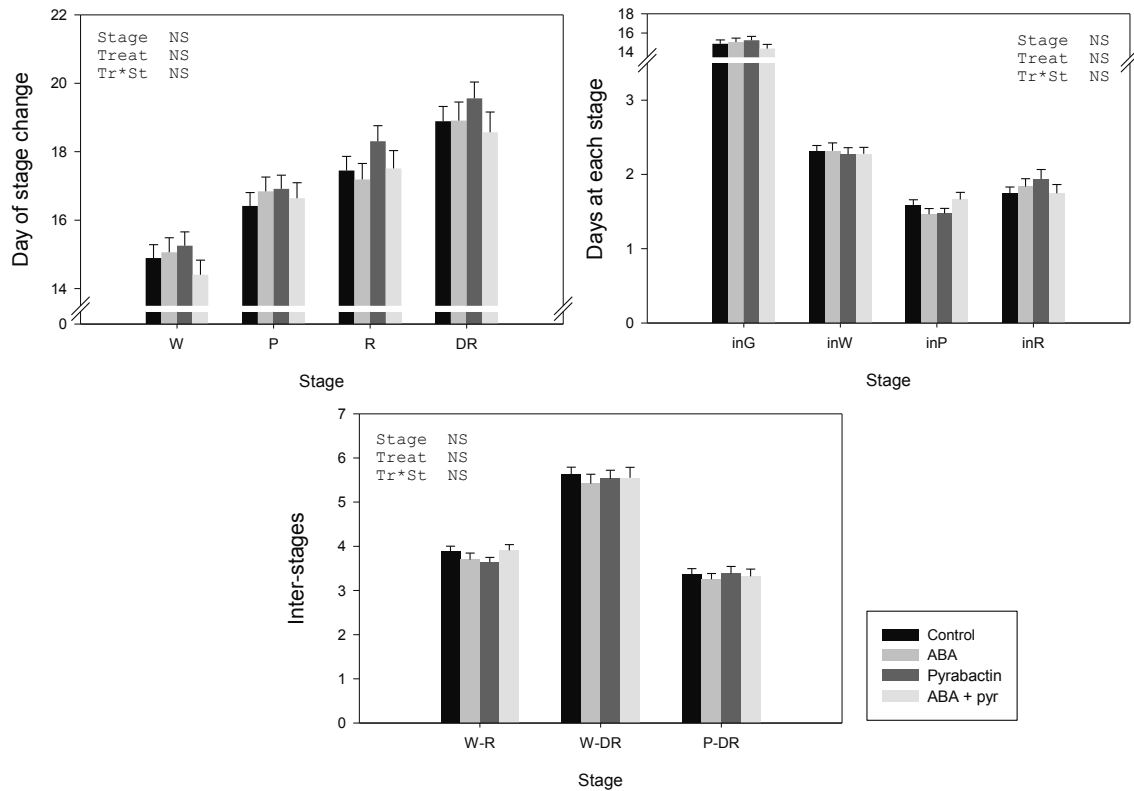 22
20
18
16
14
0
Day of stage change
Stage NS
Treat NS
Tr*St NS
W P R DR
Stage
18
16
14
3
2
1
0
Days at each stage
Stage NS
Treat NS
Tr*St NS
inG inW inP inR
Stage
7
6
5
4
3
2
1
0
Inter-stages
Stage NS
Treat NS
Tr*St NS
W-R W-DR P-DR
Stage
Control
ABA
Pyrabactin
ABA + pyr